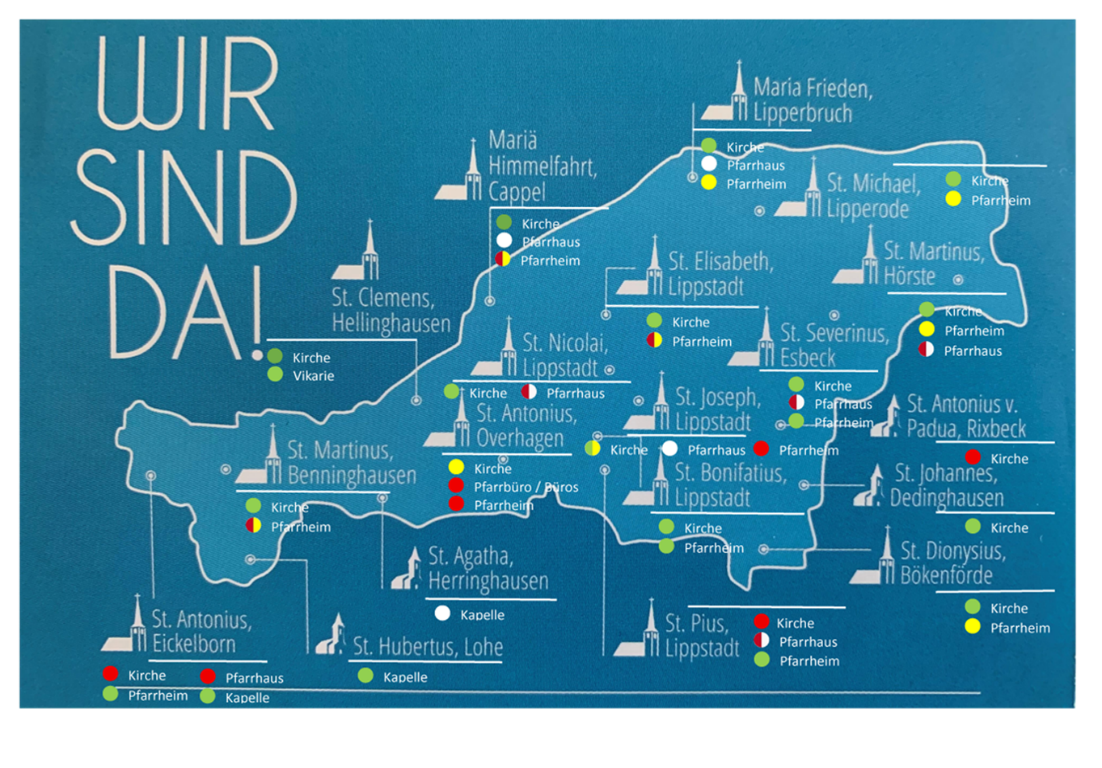 WIR
SIND
DA!
Maria Frieden,
Lipperbruch
Kirche
Pfarrhaus
Pfarrheim
Mariä
Himmelfahrt,
Cappel
Kirche
Pfarrhaus
Pfarrheim
St. Michael,
Lipperode
Kirche
Pfarrheim
St. Clemens,
Hellinghausen
Kirche
Vikarie
St. Elisabeth,
Lippstadt
Kirche
Pfarrheim
St. Martinus,
Hörste
Kirche
Pfarrheim
Pfarrhaus
St. Nicolai,
Lippstadt
Kirche Pfarrhaus
St. Severinus,
Esbeck
Kirche
Pfarrhaus
Pfarrheim
St. Antonius,
Overhagen
Kirche
Pfarrbüro / Büros
Pfarrheim
St. Joseph,
Lippstadt
Kirche Pfarrhaus Pfarrheim
St. Antonius v.
Padua, Rixbeck
Kirche
St. Martinus,
Benninghausen
Kirche
Pfarrheim
St. Bonifatius,
Lippstadt
Kirche
Pfarrheim
St. Johannes,
Dedinghausen
Kirche
St. Agatha,
Herringhausen
Kapelle
St. Dionysius,
Bökenförde
Kirche
Pfarrheim
St. Antonius,
Eickelborn
Kirche Pfarrhaus
Pfarrheim Kapelle
St. Hubertus, Lohe
Kapelle
St. Pius,
Lippstadt
Kirche
Pfarrhaus
Pfarrheim